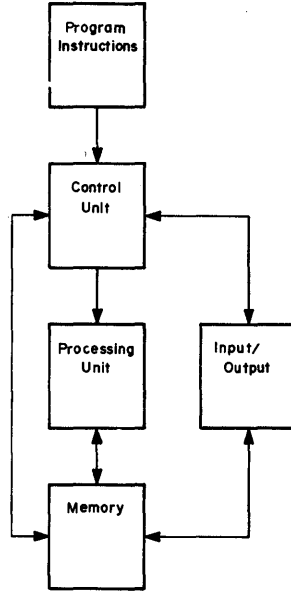 Program
Instructions
Control
Unit
Processing
Unit
Input/
Output
Memory